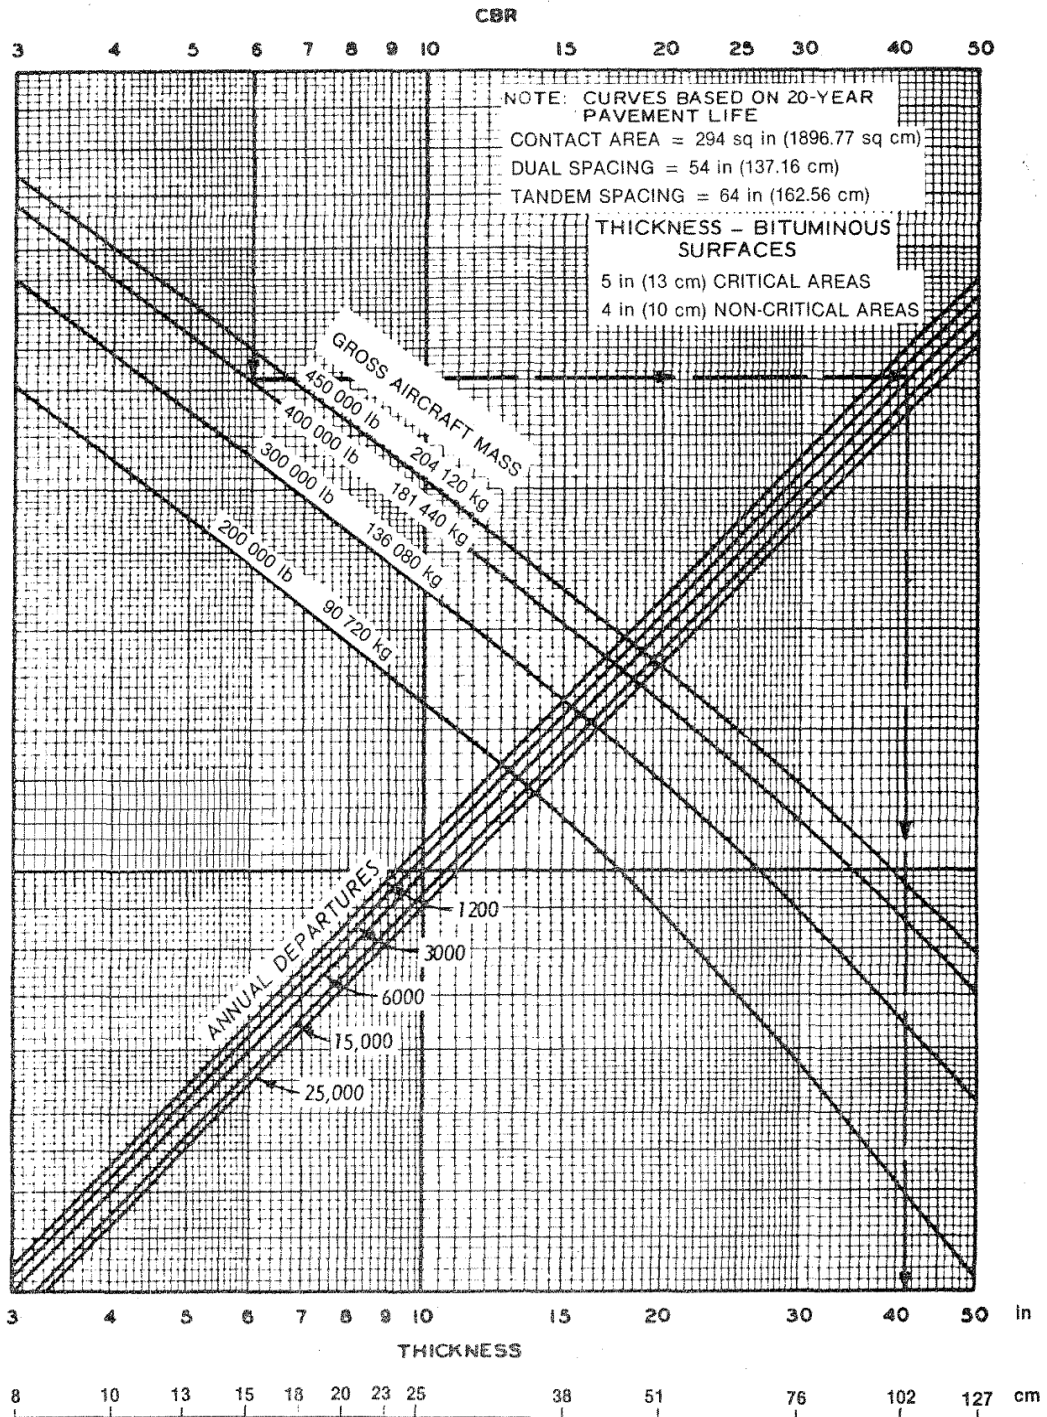 CBR
3 4 5 6 7 8 9 10 15 20 25 30 40 50
NOTE: CURVES BASED ON 20-YEAR
PAVEMENT LIFE
CONTACT AREA = 294 sq in (1896.77 sq cm)
DUAL SPACING = 54 in (137.16 cm)
TANDEM SPACING = 64 in (162.56 cm)
THICKNESS – BITUMINOUS
SURFACES
5 in (13 cm) CRITICAL AREAS
4 in (10 cm) NON-CRITICAL AREAS
GROSS AIRCRAFT MASS
450 000 lb 204 120 kg
400 000 lb 181 440 kg
300 000 lb 136 080 kg
200 000 lb 90 720 kg
ANNUAL DEPARTURES
1200
3000
6000
15,000
25,000
3 4 5 6 7 8 9 10 15 20 30 40 50 in
THICKNESS
8 10 13 15 18 20 23 25 38 51 76 102 127 cm